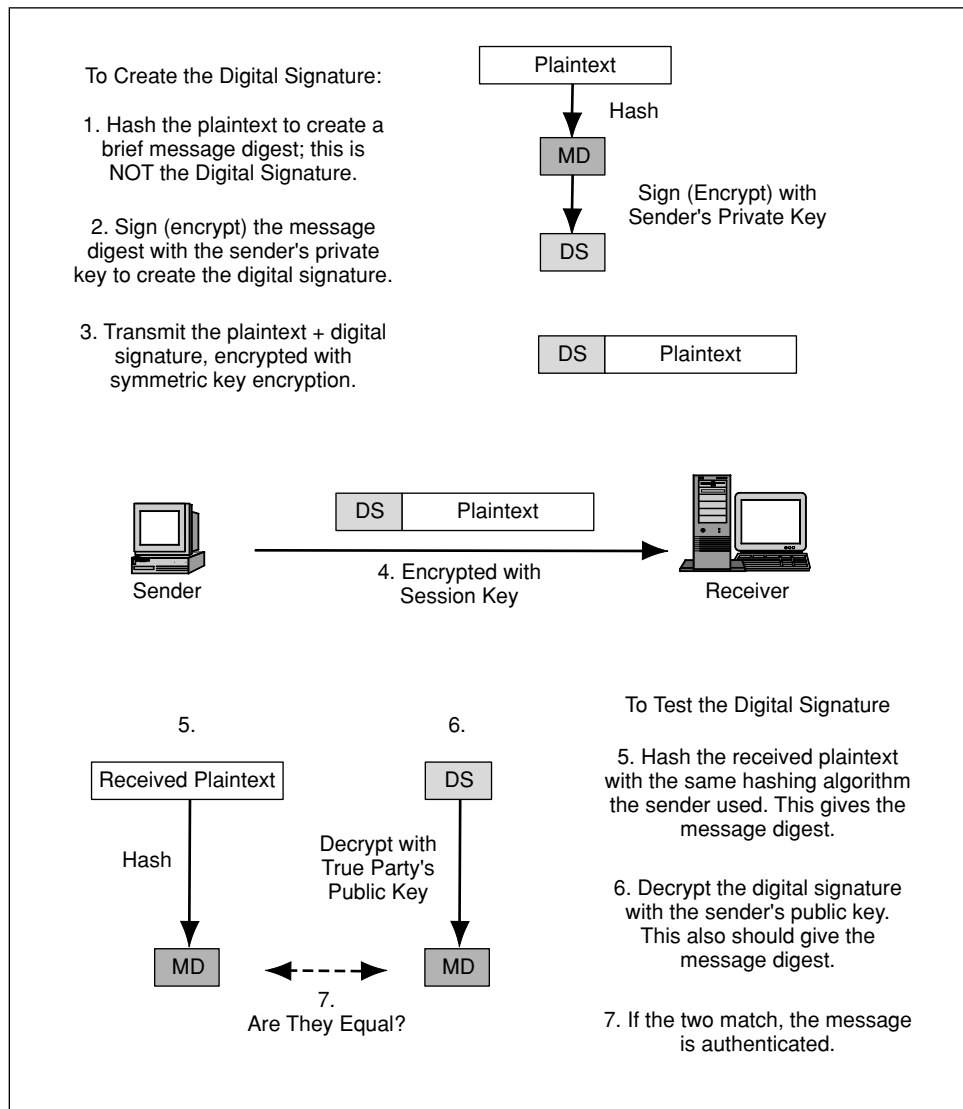 To Create the Digital Signature:
1. Hash the plaintext to create a
brief message digest; this is
NOT the Digital Signature.
2. Sign (encrypt) the message
digest with the sender's private
key to create the digital signature.
3. Transmit the plaintext + digital
signature, encrypted with
symmetric key encryption.
Plaintext
Hash
MD
Sign (Encrypt) with
Sender's Private Key
DS
DS Plaintext
DS Plaintext
4. Encrypted with
Session Key
Sender
Receiver
5.
Received Plaintext
Hash
MD
6.
DS
Decrypt with
True Party's
Public Key
MD
7.
Are They Equal?
To Test the Digital Signature
5. Hash the received plaintext
with the same hashing algorithm
the sender used. This gives the
message digest.
6. Decrypt the digital signature
with the sender's public key.
This also should give the
message digest.
7. If the two match, the message
is authenticated.